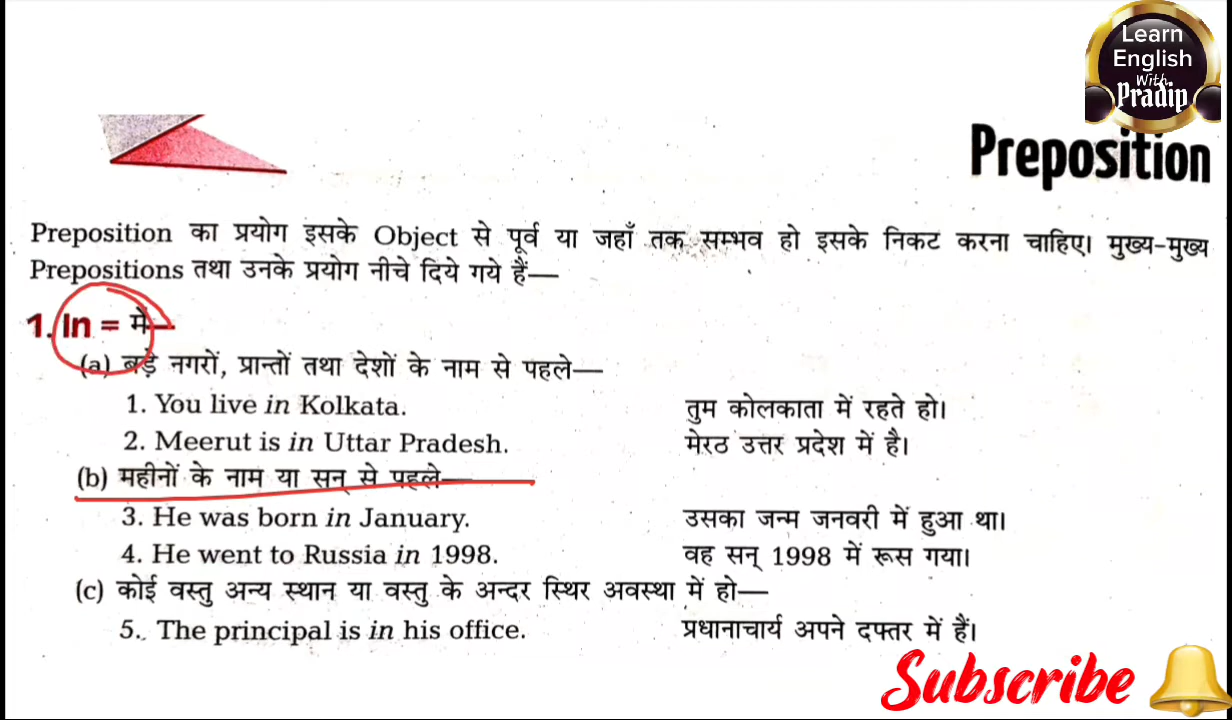 Learn
English
With
Pradip
Preposition
Preposition का प्रयोग इसके Object से पूर्व या जहाँ तक सम्भव हो इसके निकट करना चाहिए। मुख्य-मुख्य
Prepositions तथा उनके प्रयोग नीचे दिये गये हैं—
1. In = में—
(a) बड़े नगरों, प्रान्तों तथा देशों के नाम से पहले—
1. You live in Kolkata. तुम कोलकाता में रहते हो।
2. Meerut is in Uttar Pradesh. मेरठ उत्तर प्रदेश में है।
(b) महीनों के नाम या सन् से पहले—
3. He was born in January. उसका जन्म जनवरी में हुआ था।
4. He went to Russia in 1998. वह सन् 1998 में रूस गया।
(c) कोई वस्तु अन्य स्थान या वस्तु के अन्दर स्थिर अवस्था में हो—
5. The principal is in his office. प्रधानाचार्य अपने दफ्तर में हैं।
Subscribe